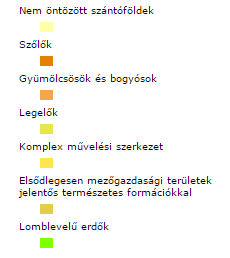 Nem öntözött szántóföldek
Szőlők
Gyümölcsösök és bogyósok
Legelők
Komplex művelési szerkezet
Elsődlegesen mezőgazdasági területek
jelentős természetes formációkkal
Lomblevelű erdők